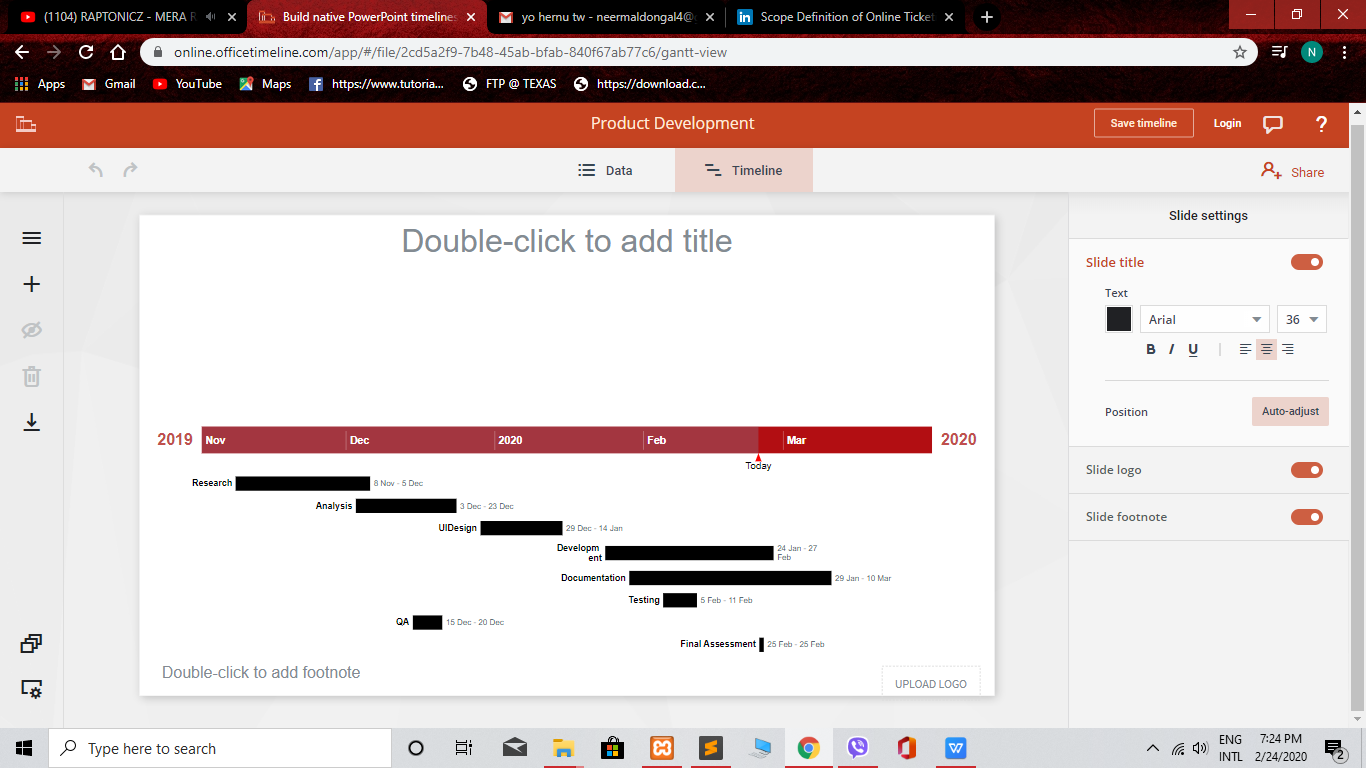 (1104) RAPTONICZ - MERA R
Build native PowerPoint timelines
yo hernu tw - neermaldongal4@
Scope Definition of Online Ticket
online.officetimeline.com/app/#/file/2cd5a2f9-7b48-45ab-bfab-840f67ab77c6/gantt-view
N
Apps
Gmail
YouTube
Maps
https://www.tutoria...
FTP @ TEXAS
https://download.c...
Product Development
Save timeline
Login
?
Data
Timeline
Share
Slide settings
Double-click to add title
Slide title
Text
Arial
36
B I U
Position
Auto-adjust
Slide logo
Slide footnote
2019
Nov
Dec
2020
Feb
Mar
2020
Today
Research
8 Nov - 5 Dec
Analysis
3 Dec - 23 Dec
UIDesign
29 Dec - 14 Jan
Developm
ent
24 Jan - 27
Feb
Documentation
29 Jan - 10 Mar
Testing
5 Feb - 11 Feb
QA
15 Dec - 20 Dec
Final Assessment
25 Feb - 25 Feb
Double-click to add footnote
UPLOAD LOGO
Type here to search
ENG
INTL
7:24 PM
2/24/2020
2